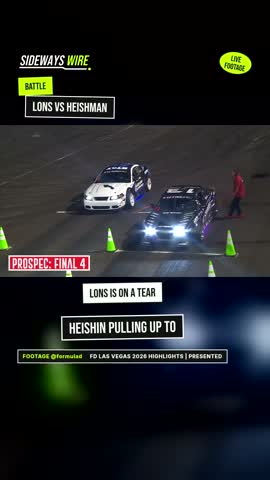 SIDEWAYS WIRE.
LIVE
FOOTAGE
BATTLE
LONS VS HEISHMAN
PROSPEC: FINAL 4
LONS IS ON A TEAR
HEISHIN PULLING UP TO
FOOTAGE @formulad FD LAS VEGAS 2026 HIGHLIGHTS | PRESENTED